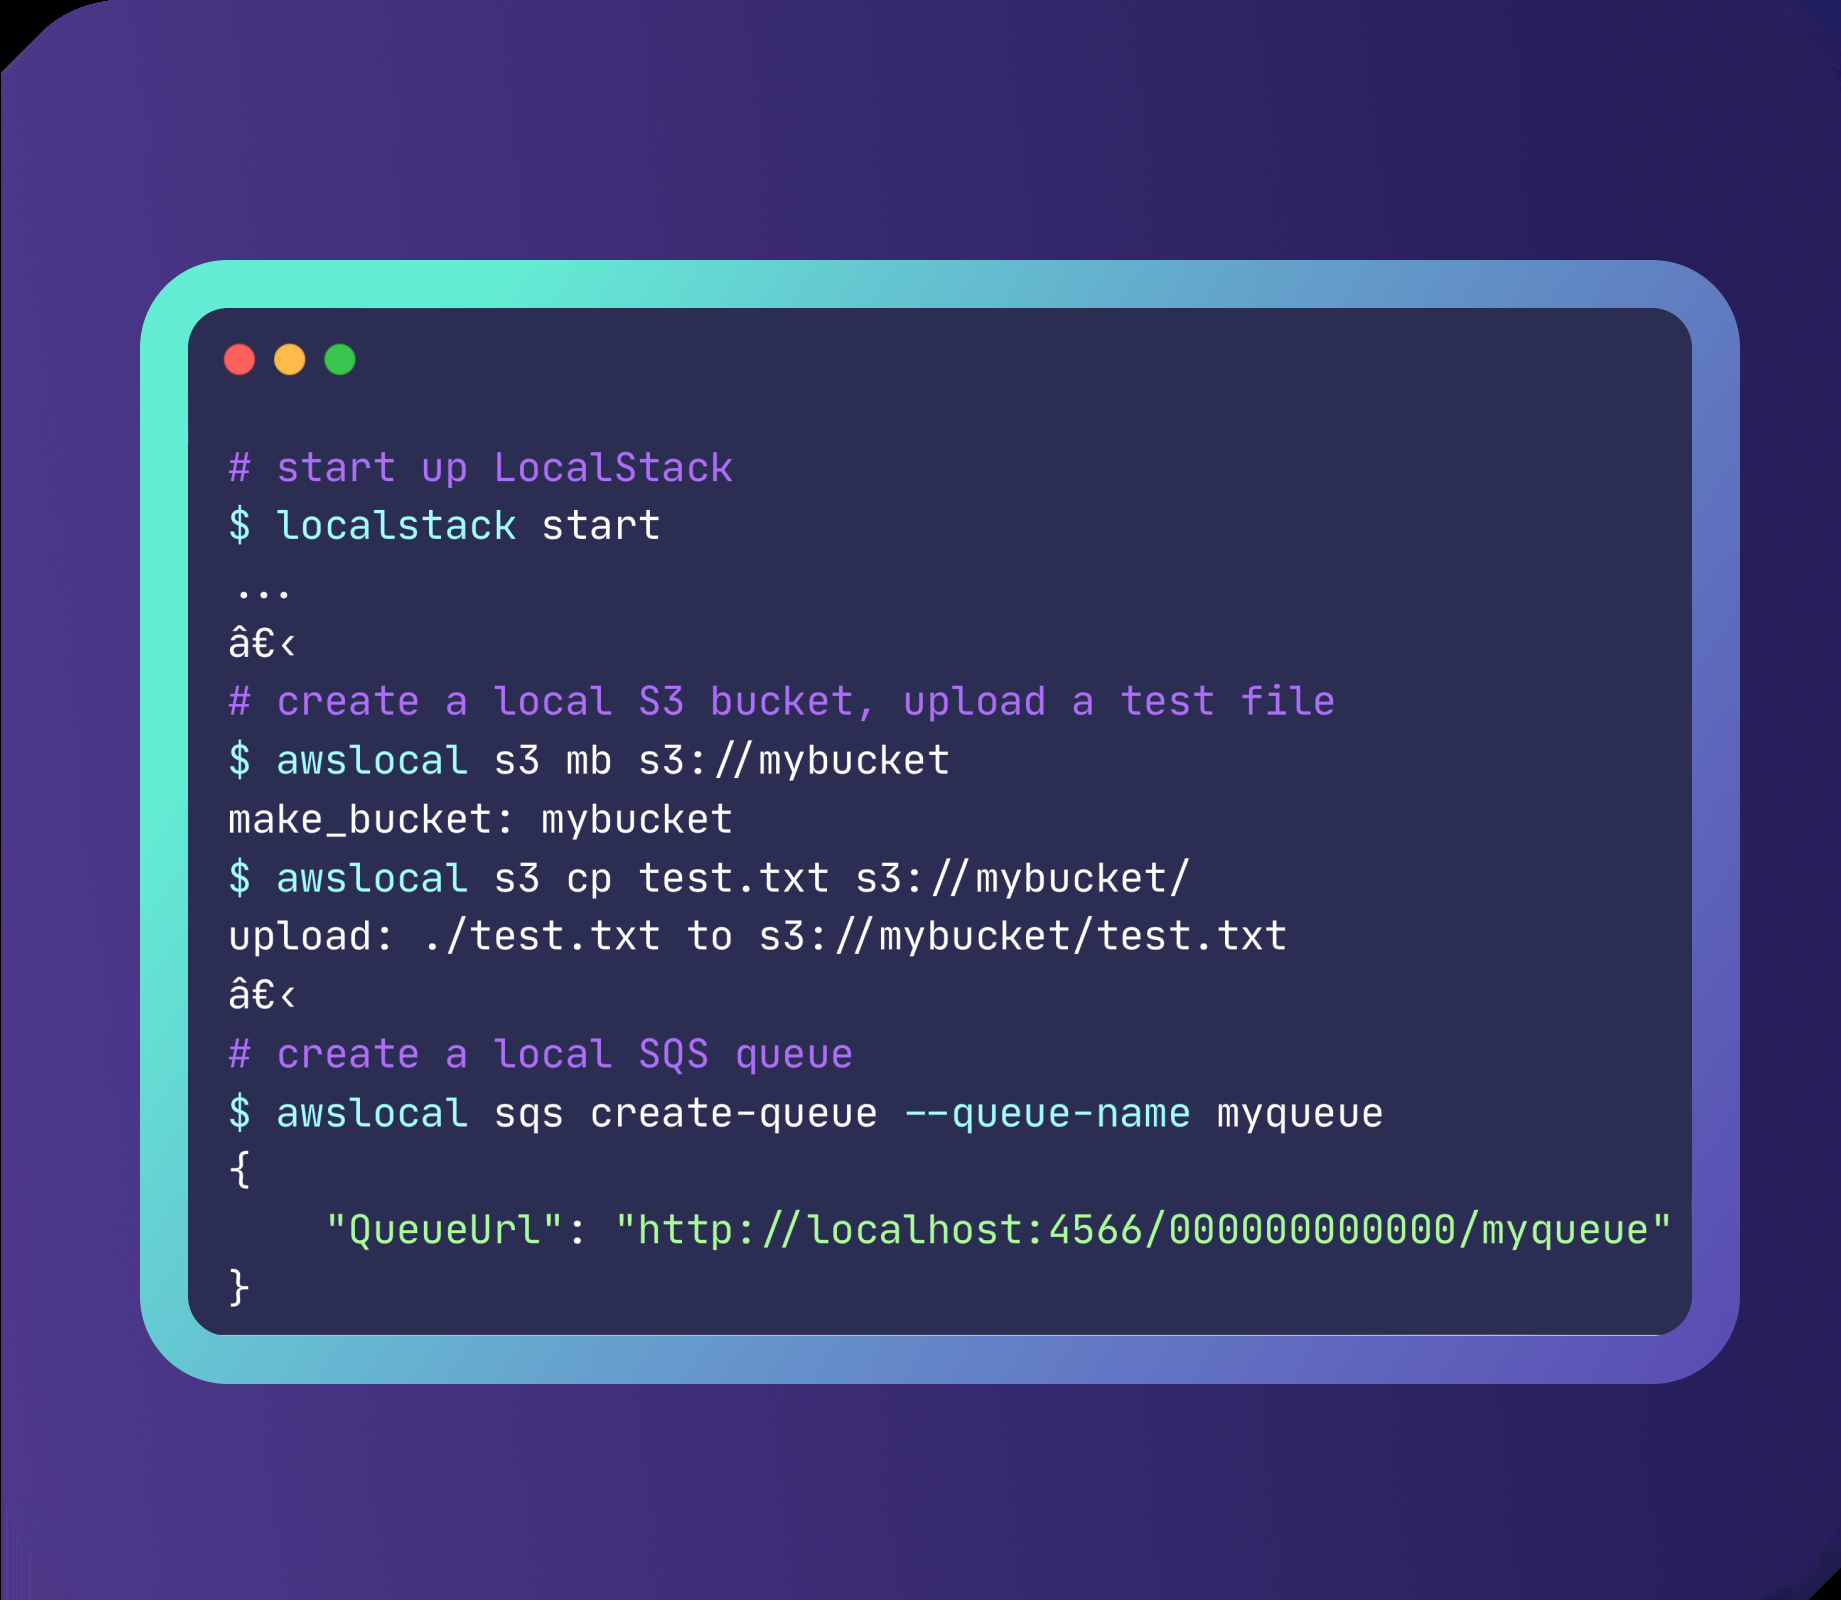 # start up LocalStack
$ localstack start
...
â€‹
# create a local S3 bucket, upload a test file
$ awslocal s3 mb s3://mybucket
make_bucket: mybucket
$ awslocal s3 cp test.txt s3://mybucket/
upload: ./test.txt to s3://mybucket/test.txt
â€‹
# create a local SQS queue
$ awslocal sqs create-queue --queue-name myqueue
{
    "QueueUrl": "http://localhost:4566/000000000000/myqueue"
}